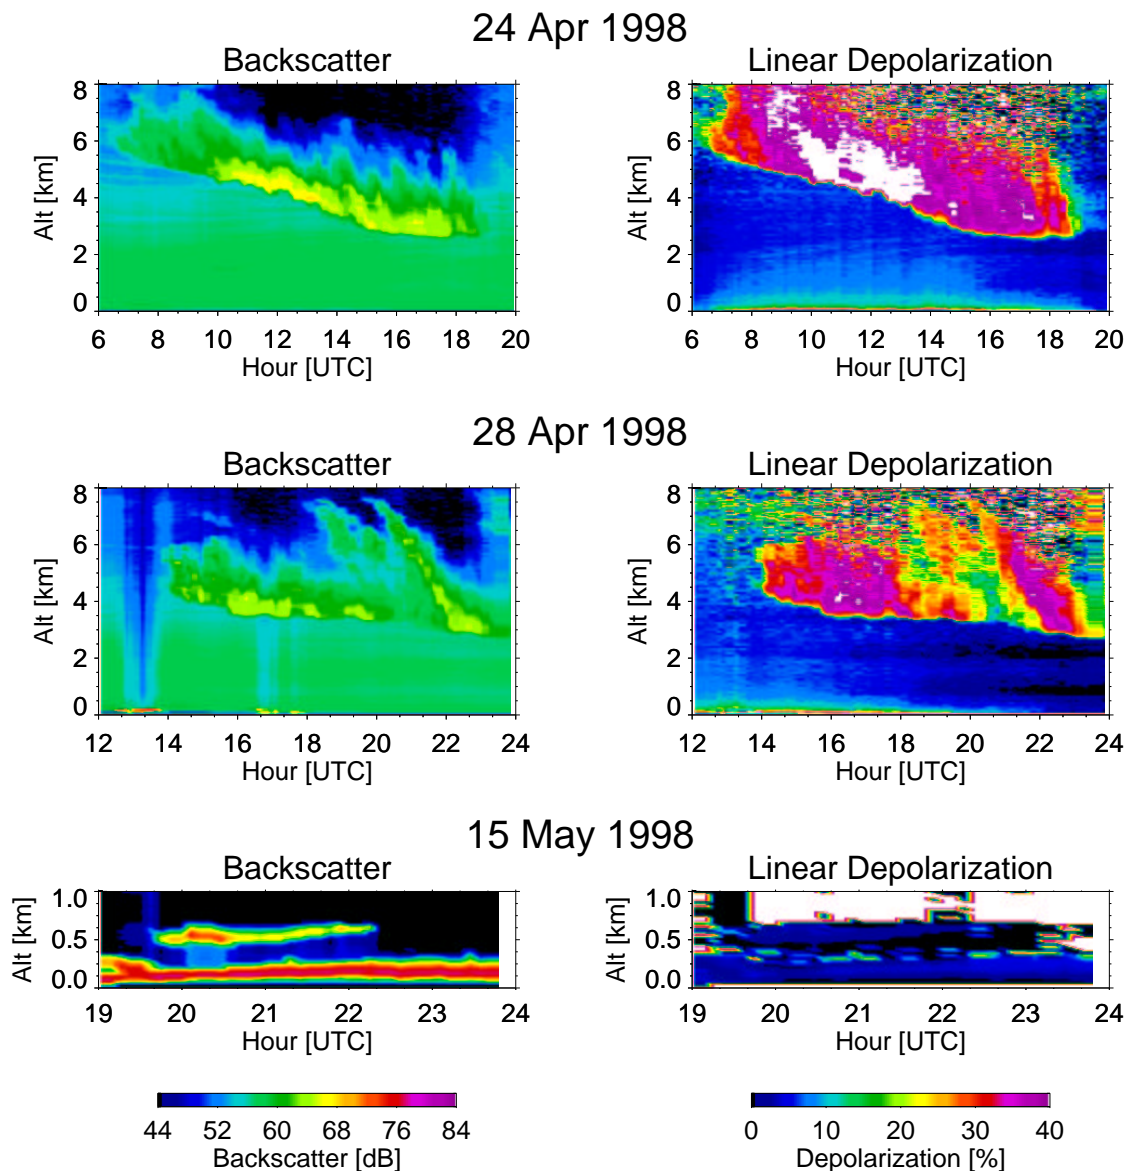 24 Apr 1998
Backscatter
Linear Depolarization
8
6
4
2
0
Alt [km]
6 8 10 12 14 16 18 20
Hour [UTC]
8
6
4
2
0
Alt [km]
6 8 10 12 14 16 18 20
Hour [UTC]
28 Apr 1998
Backscatter
Linear Depolarization
8
6
4
2
0
Alt [km]
12 14 16 18 20 22 24
Hour [UTC]
8
6
4
2
0
Alt [km]
12 14 16 18 20 22 24
Hour [UTC]
15 May 1998
Backscatter
Linear Depolarization
1.0
0.5
0.0
Alt [km]
19 20 21 22 23 24
Hour [UTC]
1.0
0.5
0.0
Alt [km]
19 20 21 22 23 24
Hour [UTC]
44 52 60 68 76 84
Backscatter [dB]
0 10 20 30 40
Depolarization [%]